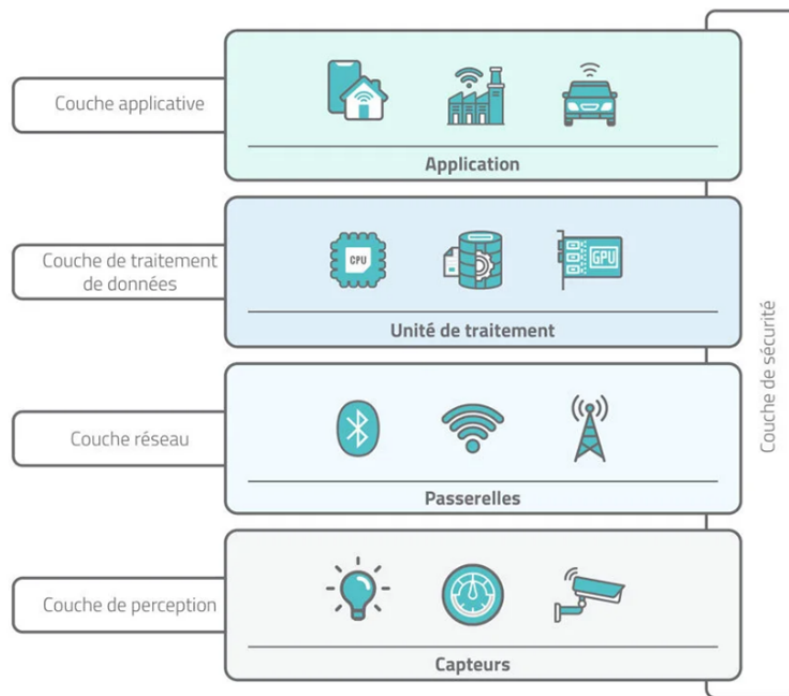 Couche applicative
Application
Couche de traitement
de données
CPU
GPU
Unité de traitement
Couche réseau
Passerelles
Couche de perception
Capteurs
Couche de sécurité